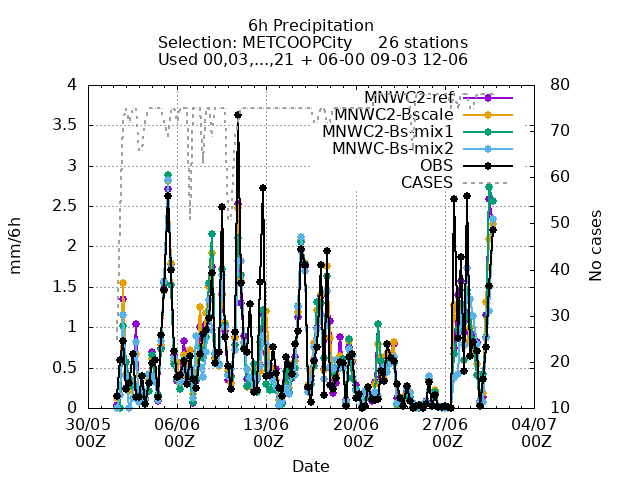 6h Precipitation
Selection: METCOOPCity 26 stations
Used 00,03,...,21 + 06-00 09-03 12-06
4 80
MNWC2-ref
3.5 MNWC2-Bscale 70
MNWC2-Bs-mix1
3 MNWC-Bs-mix2 60
OBS
CASES
2.5
50
2
40
1.5
30
1
0.5 20
0 10
mm/6h
No cases
30/05 06/06 13/06 20/06 27/06 04/07
00Z 00Z 00Z 00Z 00Z 00Z
Date